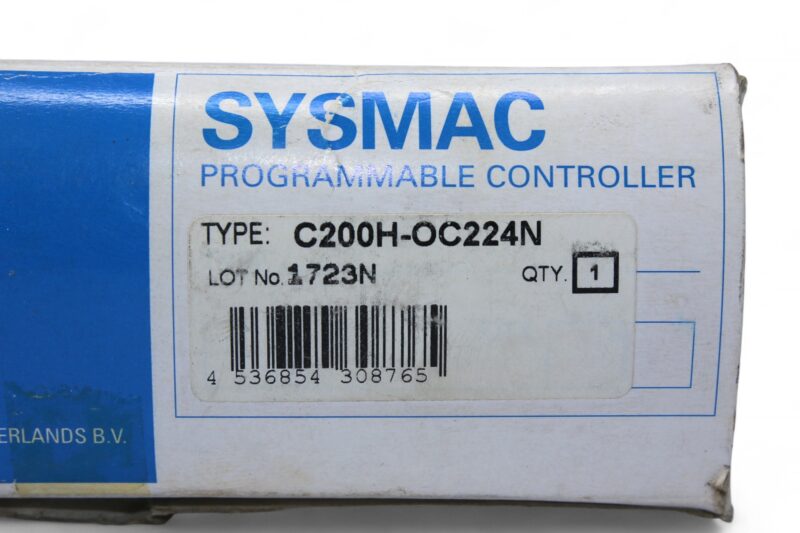 SYSMAC
PROGRAMMABLE CONTROLLER
TYPE: C200H-OC224N
LOT No. 1723N QTY. 1
4 536854 308765
ERLANDS B.V.